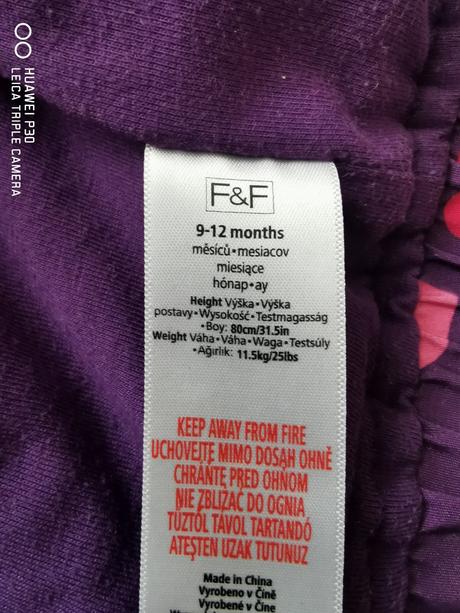 HUAWEI P30
LEICA TRIPLE CAMERA
F&F
9-12 months
měsíců•mesiacov
miesiące
hónap•ay
Height Výška•Výška
postavy•Wysokość•Testmagasság
•Boy: 80cm/31.5in
Weight Váha•Váha•Waga•Testsúly
•Ağırlık: 11.5kg/25lbs
KEEP AWAY FROM FIRE
UCHOVEJTE MIMO DOSAH OHNĚ
CHRÁŇTE PRED OHŇOM
NIE ZBLIŻAĆ DO OGNIA
TŰZTŐL TÁVOL TARTANDÓ
ATEŞTEN UZAK TUTUNUZ
Made in China
Vyrobeno v Číně
Vyrobené v Číne